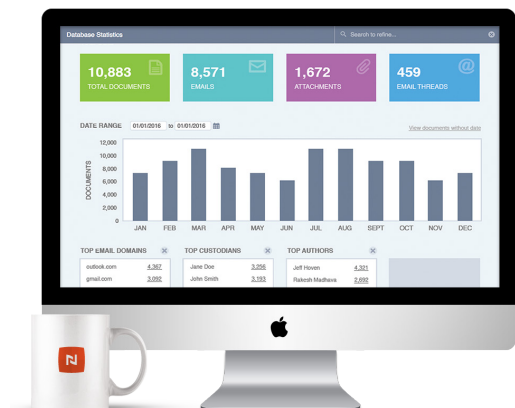 Database Statistics
Search to refine...
10,883
TOTAL DOCUMENTS
8,571
EMAILS
1,672
ATTACHMENTS
@
459
EMAIL THREADS
DATE RANGE 01/01/2016 to 01/01/2016
View documents without date
DOCUMENTS
12,000
10,000
8,000
6,000
4,000
2,000
0
JAN FEB MAR APR MAY JUN JUL AUG SEPT OCT NOV DEC
TOP EMAIL DOMAINS
outlook.com 4,367
gmail.com 3,092
TOP CUSTODIANS
Jane Doe 3,256
John Smith 3,193
TOP AUTHORS
Jeff Hoven 4,321
Rakesh Madhava 2,692
N